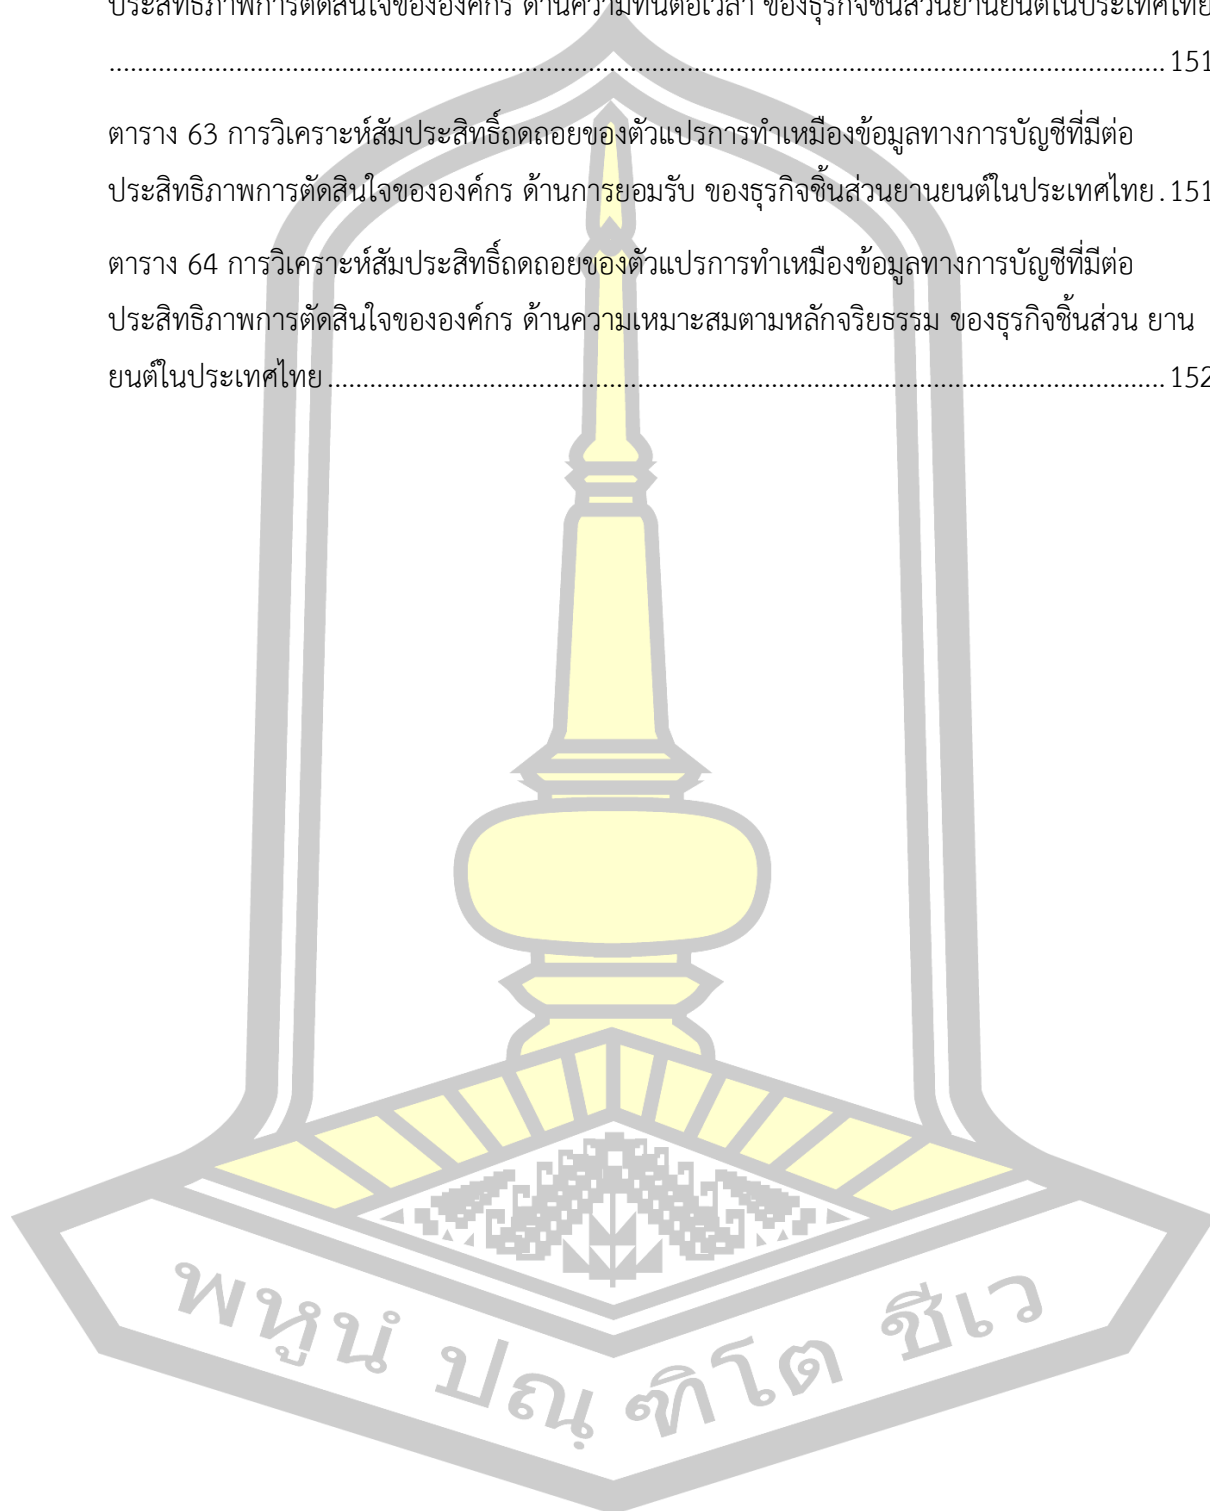 ประสิทธิภาพการตัดสินใจขององค์กร ด้านความทันต่อเวลา ของธุรกิจชิ้นส่วนยานยนต์ในประเทศไทย
.................................................................................................................................................... 151
ตาราง 63 การวิเคราะห์สัมประสิทธิ์ถดถอยของตัวแปรการทำเหมืองข้อมูลทางการบัญชีที่มีต่อ
ประสิทธิภาพการตัดสินใจขององค์กร ด้านการยอมรับ ของธุรกิจชิ้นส่วนยานยนต์ในประเทศไทย . 151
ตาราง 64 การวิเคราะห์สัมประสิทธิ์ถดถอยของตัวแปรการทำเหมืองข้อมูลทางการบัญชีที่มีต่อ
ประสิทธิภาพการตัดสินใจขององค์กร ด้านความเหมาะสมตามหลักจริยธรรม ของธุรกิจชิ้นส่วน ยาน
ยนต์ในประเทศไทย ..................................................................................................................... 152
พหูนํ ปณฺฑิโต ชีเว